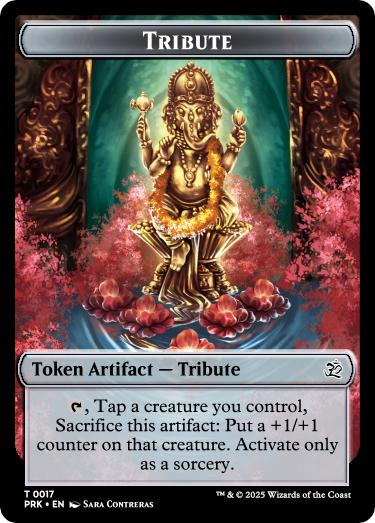 TRIBUTE
Token Artifact — Tribute
, Tap a creature you control,
Sacrifice this artifact: Put a +1/+1
counter on that creature. Activate only
as a sorcery.
T 0017
PRK • EN SARA CONTRERAS
™ & © 2025 Wizards of the Coast